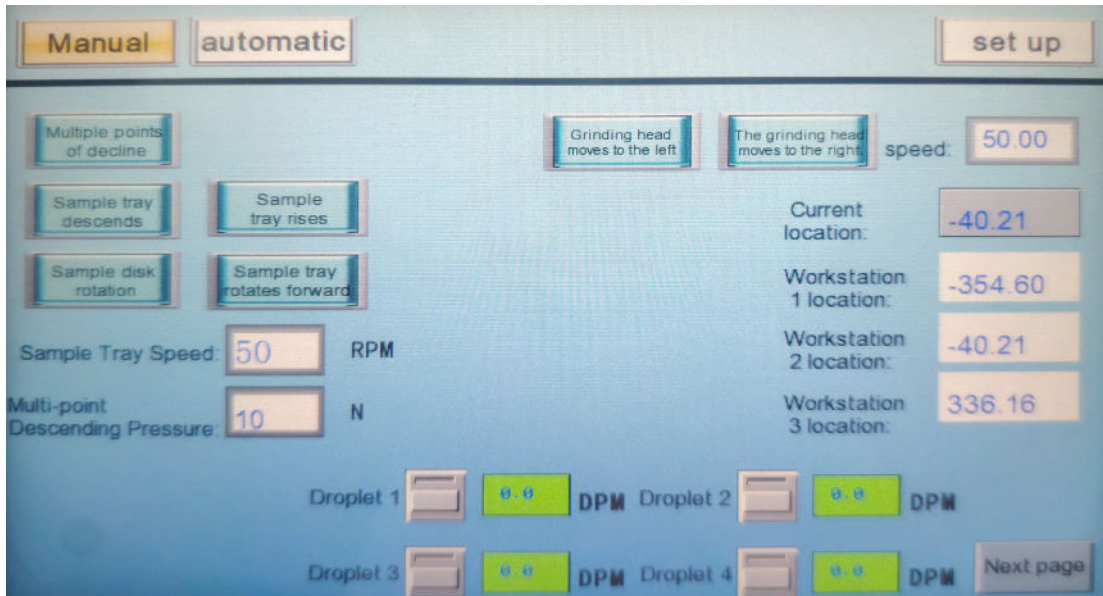 Manual
automatic
set up
Multiple points
of decline
Grinding head
moves to the left
The grinding head
moves to the right.
speed:
50.00
Sample tray
descends
Sample
tray rises
Current
location:
-40.21
Sample disk
rotation
Sample tray
rotates forward
Workstation
1 location:
-354.60
Sample Tray Speed:
50
RPM
Workstation
2 location:
-40.21
Multi-point
Descending Pressure:
10
N
Workstation
3 location:
336.16
Droplet 1
0.0
DPM
Droplet 2
0.0
DPM
Droplet 3
0.0
DPM
Droplet 4
0.0
DPM
Next page